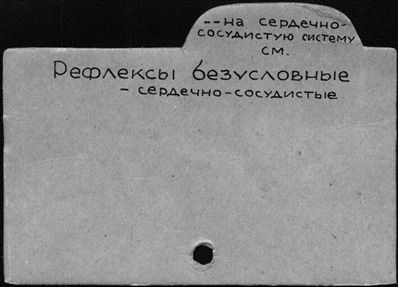 --на сердечно-
сосудистую систему
см.
Рефлексы безусловные
- сердечно-сосудистые